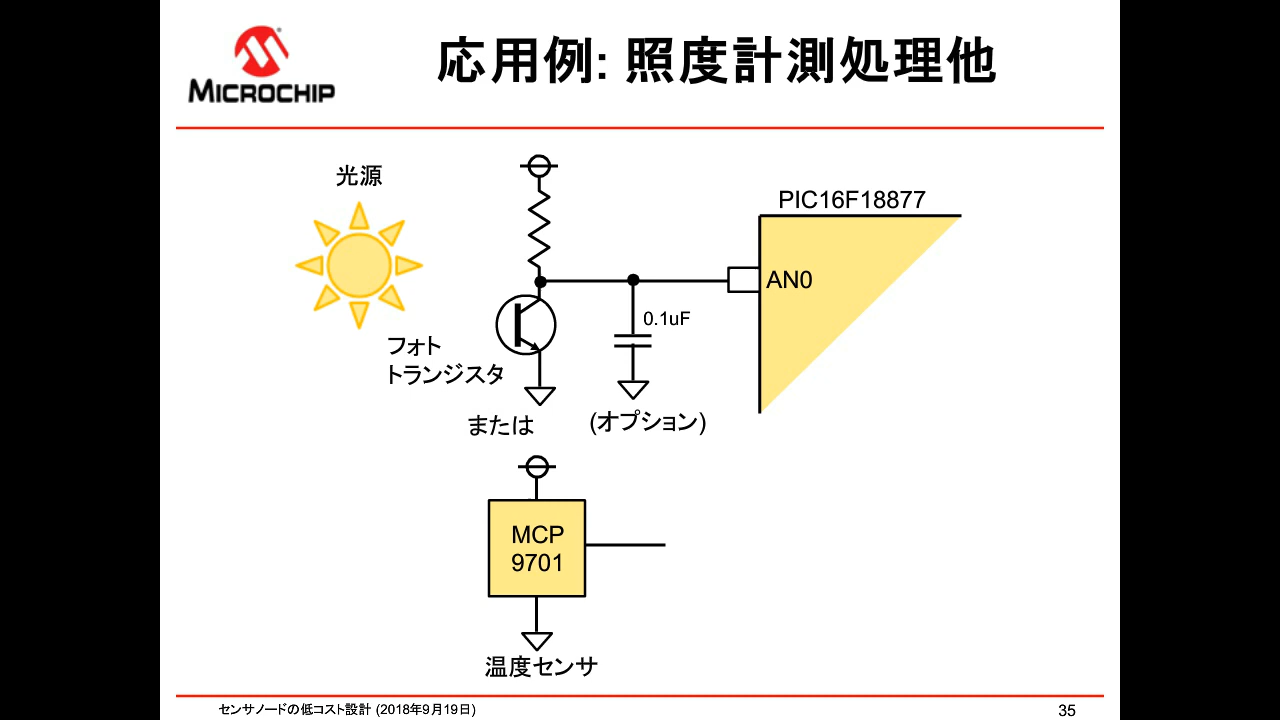 MICROCHIP
応用例: 照度計測処理他
光源
PIC16F18877
AN0
0.1uF
フォト
トランジスタ
または
(オプション)
MCP
9701
温度センサ
センサノードの低コスト設計 (2018年9月19日)
35